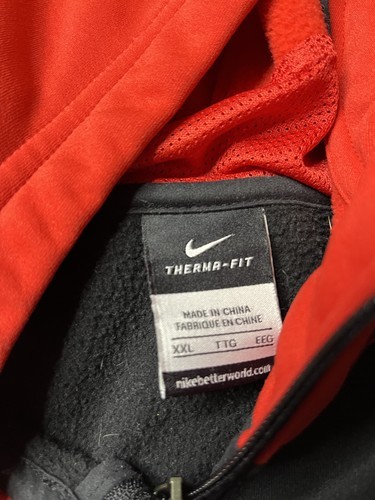 THERMA-FIT
MADE IN CHINA
FABRIQUE EN CHINE
XXL TTG EEG
nikebetterworld.com